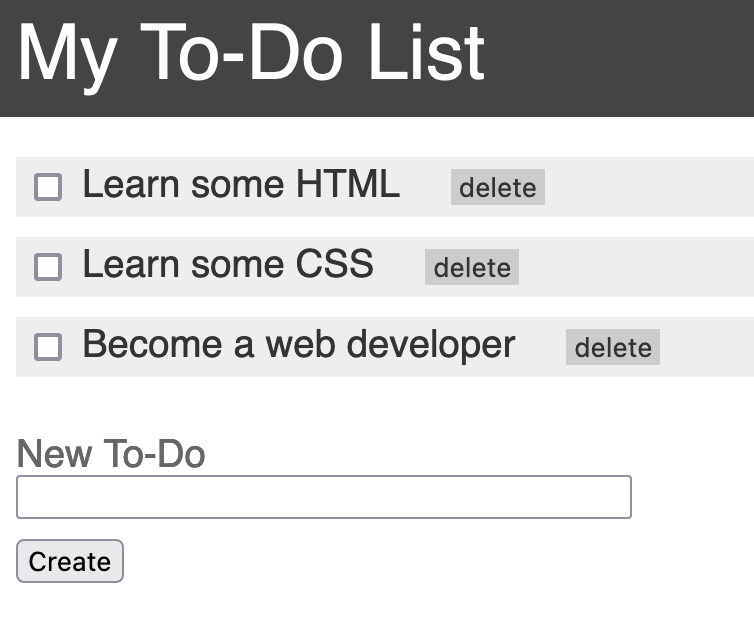 My To-Do List
Learn some HTML delete
Learn some CSS delete
Become a web developer delete
New To-Do
Create